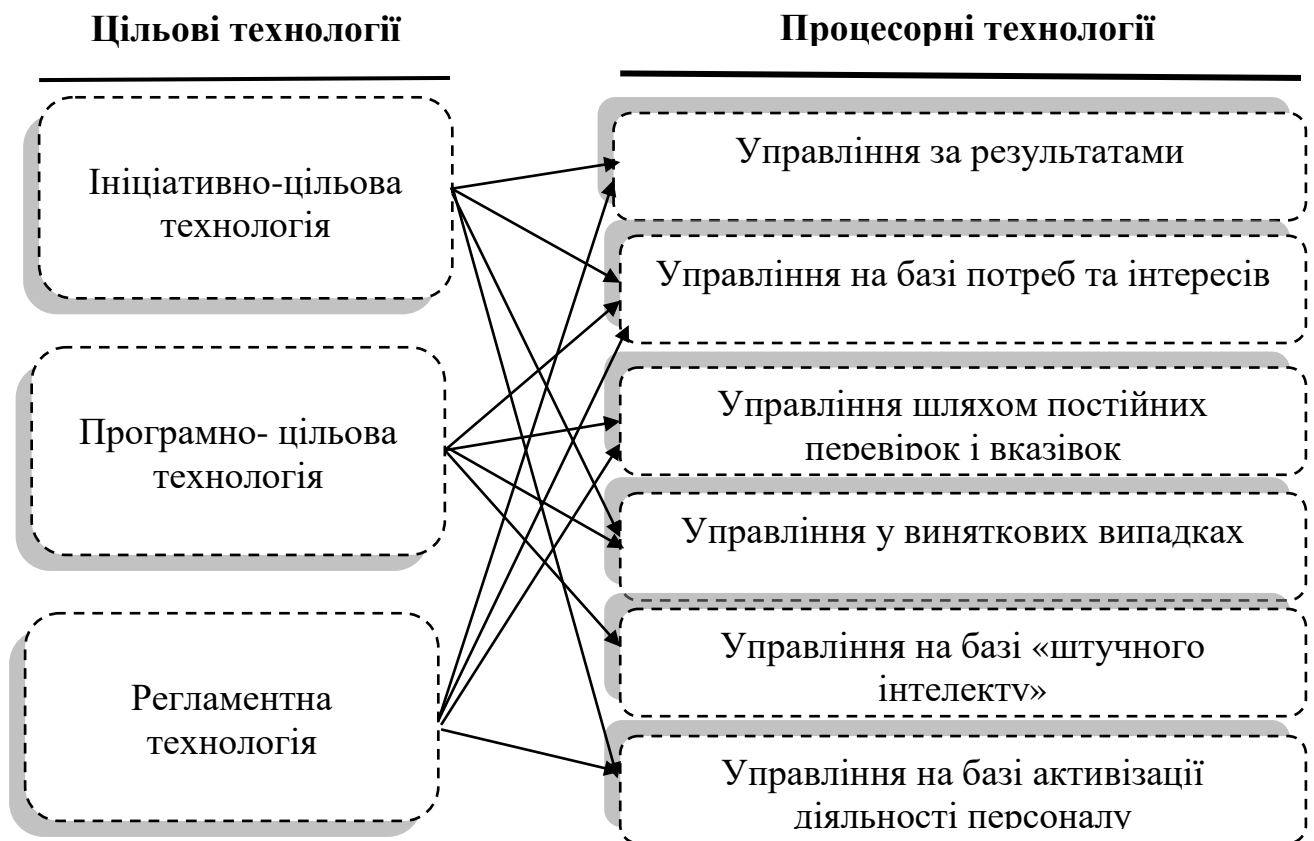 Цільові технології
Ініціативно-цільова
технологія
Програмно- цільова
технологія
Регламентна
технологія
Процесорні технології
Управління за результатами
Управління на базі потреб та інтересів
Управління шляхом постійних
перевірок і вказівок
Управління у виняткових випадках
Управління на базі «штучного
інтелекту»
Управління на базі активізації
діяльності персоналу